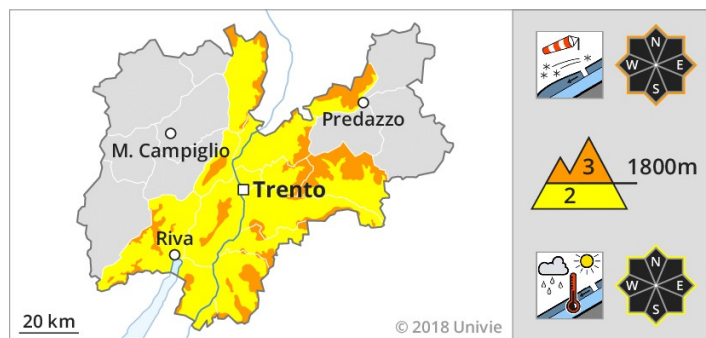 Predazzo
M. Campiglio
Trento
Riva
20 km
© 2018 Univie
N
W E
S
3 1800m
2
N
W E
S